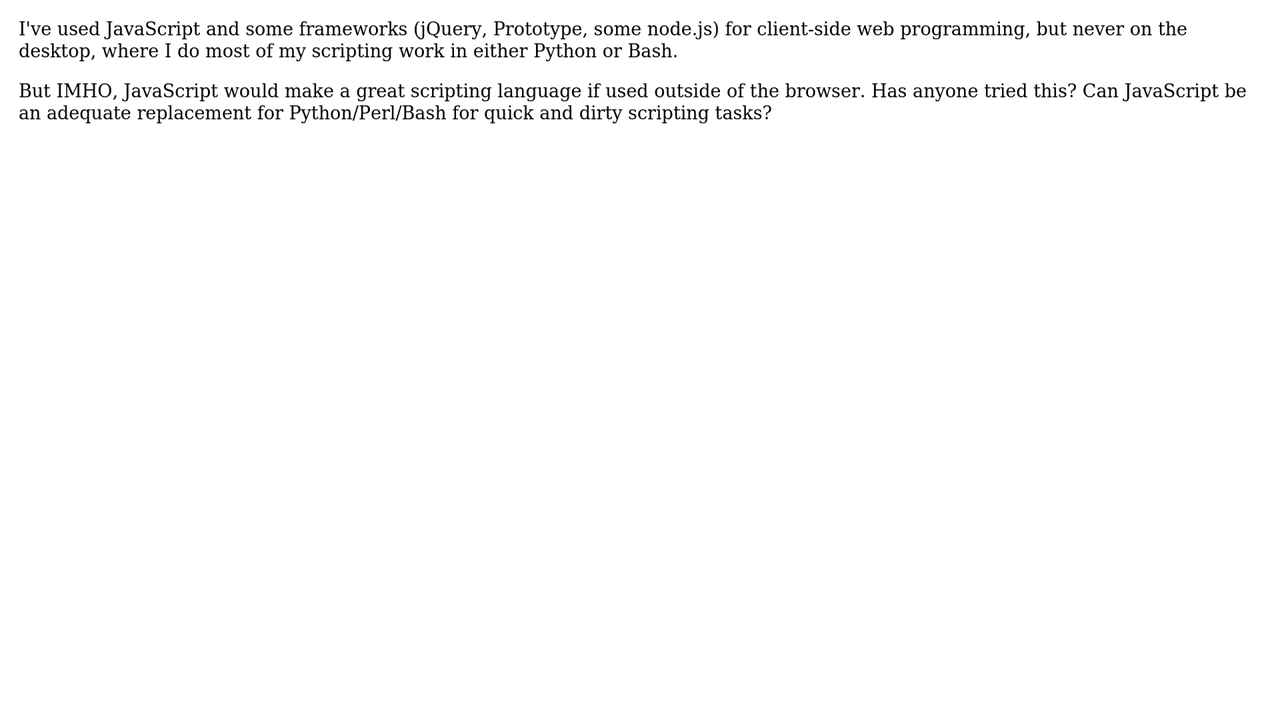 I've used JavaScript and some frameworks (jQuery, Prototype, some node.js) for client-side web programming, but never on the
desktop, where I do most of my scripting work in either Python or Bash.
But IMHO, JavaScript would make a great scripting language if used outside of the browser. Has anyone tried this? Can JavaScript be
an adequate replacement for Python/Perl/Bash for quick and dirty scripting tasks?